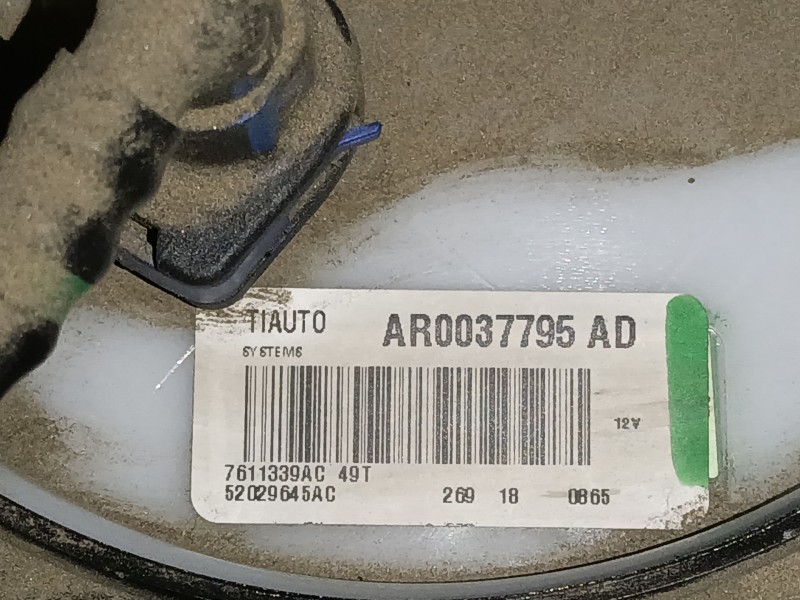 TIAUTO AR0037795 AD
SYSTEMS
12V
7611339AC 49T
52029645AC 269 18 0865